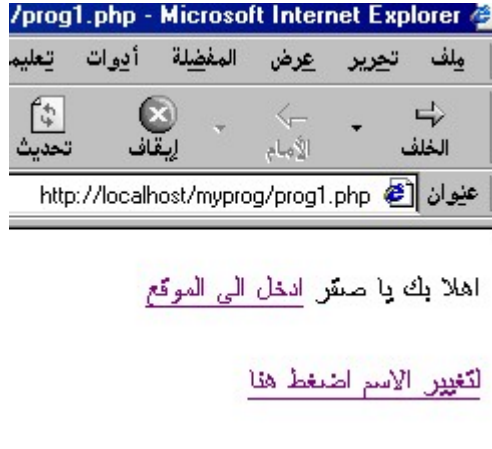 /prog1.php - Microsoft Internet Explorer
ملف تحرير عرض المفضلة أدوات تعليم
الخلف الأمام إيقاف تحديث
عنوان http://localhost/myprog/prog1.php
اهلا بك يا صقر ادخل الى الموقع
لتغيير الاسم اضغط هنا